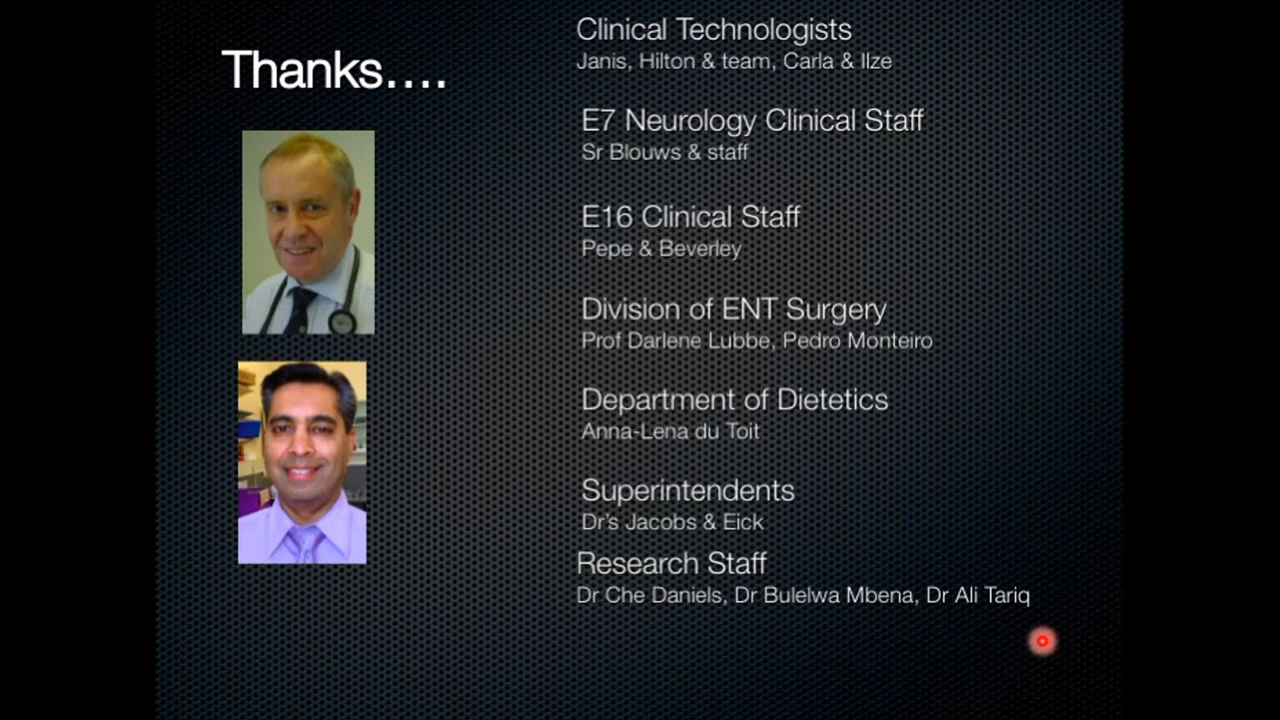 Thanks....
Clinical Technologists
Janis, Hilton & team, Carla & Ilze
E7 Neurology Clinical Staff
Sr Blouws & staff
E16 Clinical Staff
Pepe & Beverley
Division of ENT Surgery
Prof Darlene Lubbe, Pedro Monteiro
Department of Dietetics
Anna-Lena du Toit
Superintendents
Dr's Jacobs & Eick
Research Staff
Dr Che Daniels, Dr Bulelwa Mbena, Dr Ali Tariq